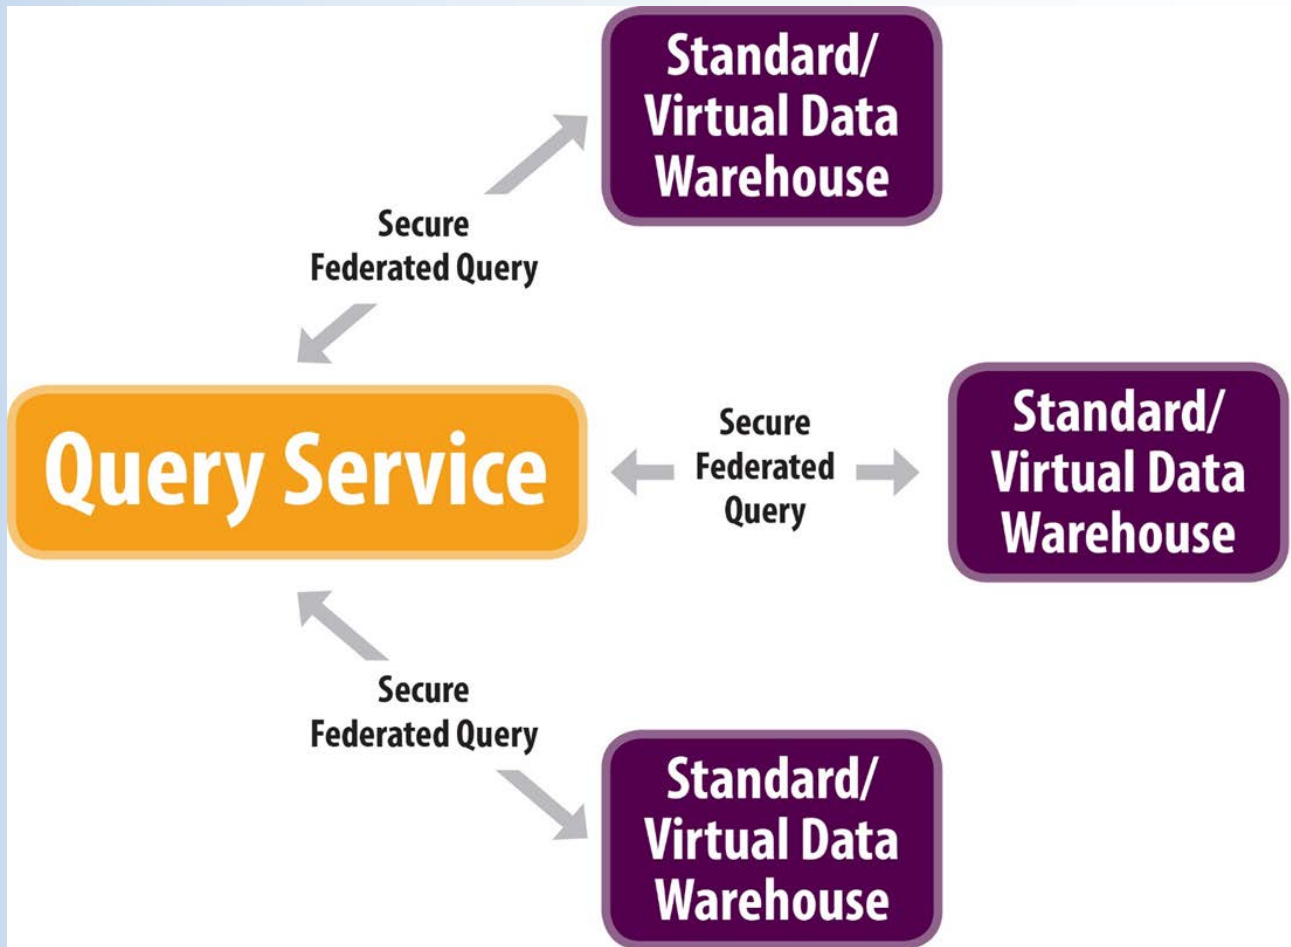 Standard/
Virtual Data
Warehouse
Secure
Federated Query
Query Service
Secure
Federated
Query
Standard/
Virtual Data
Warehouse
Secure
Federated Query
Standard/
Virtual Data
Warehouse